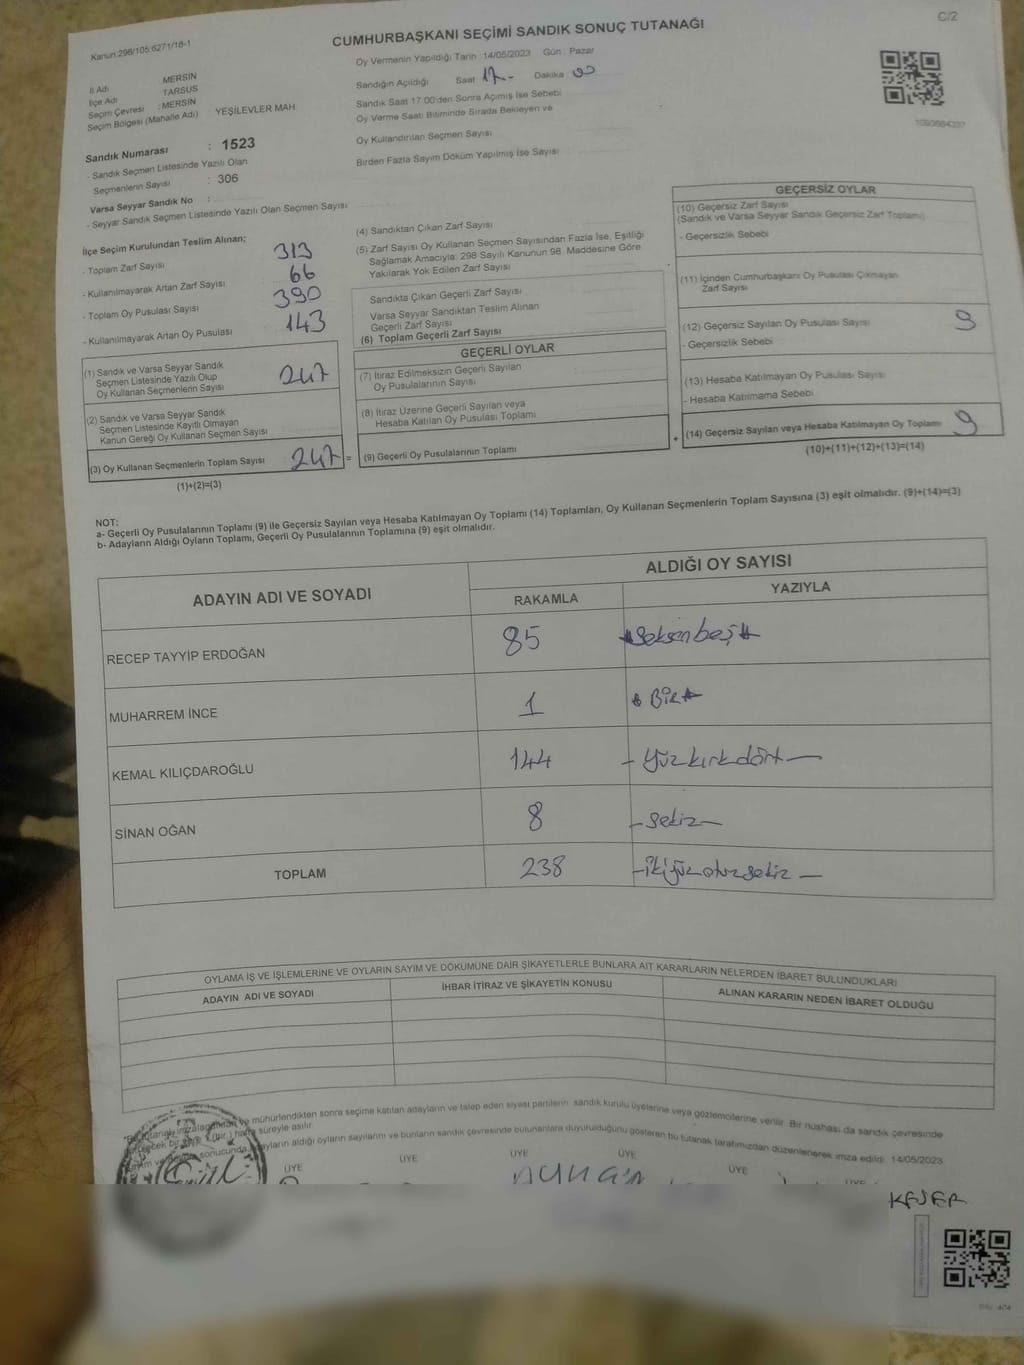 C/2
Kanun:298/105:6271/18-1
CUMHURBAŞKANI SEÇİMİ SANDIK SONUÇ TUTANAĞI
Oy Vermenin Yapıldığı Tarih :14/05/2023 Gün : Pazar
İl Adı MERSİN
İlçe Adı TARSUS
Seçim Çevresi :MERSİN
Seçim Bölgesi (Mahalle Adı) YEŞİLEVLER MAH
Sandık Numarası : 1523
- Sandık Seçmen Listesinde Yazılı Olan
Seçmenlerin Sayısı : 306
Varsa Seyyar Sandık No :
- Seyyar Sandık Seçmen Listesinde Yazılı Olan Seçmen Sayısı
Sandığın Açıldığı Saat 17- Dakika 00
Sandık Saat 17:00'den Sonra Açımış İse Sebebi
Oy Verme Saati Bitiminde Sırada Bekleyen ve
Oy Kullandırılan Seçmen Sayısı
Birden Fazla Sayım Döküm Yapılmış İse Sayısı
1093684337
İlçe Seçim Kurulundan Teslim Alınan;
- Toplam Zarf Sayısı 313
- Kullanılmayarak Artan Zarf Sayısı 66
- Toplam Oy Pusulası Sayısı 390
- Kullanılmayarak Artan Oy Pusulası 143
(1) Sandık ve Varsa Seyyar Sandık
Seçmen Listesinde Yazılı Olup
Oy Kullanan Seçmenlerin Sayısı 247
(2) Sandık ve Varsa Seyyar Sandık
Seçmen Listesinde Kayıtlı Olmayan
Kanun Gereği Oy Kullanan Seçmen Sayısı
(3) Oy Kullanan Seçmenlerin Toplam Sayısı 247 =
(1)+(2)=(3)
(4) Sandıktan Çıkan Zarf Sayısı
(5) Zarf Sayısı Oy Kullanan Seçmen Sayısından Fazla İse, Eşitliği
Sağlamak Amacıyla: 298 Sayılı Kanunun 98. Maddesine Göre
Yakılarak Yok Edilen Zarf Sayısı
Sandıkta Çıkan Geçerli Zarf Sayısı
Varsa Seyyar Sandıktan Teslim Alınan
Geçerli Zarf Sayısı
(6) Toplam Geçerli Zarf Sayısı
GEÇERLİ OYLAR
(7) İtiraz Edilmeksizin Geçerli Sayılan
Oy Pusulalarının Sayısı
(8) İtiraz Üzerine Geçerli Sayılan veya
Hesaba Katılan Oy Pusulası Toplamı
(9) Geçerli Oy Pusulalarının Toplamı +
GEÇERSİZ OYLAR
(10) Geçersiz Zarf Sayısı
(Sandık ve Varsa Seyyar Sandık Geçersiz Zarf Toplamı)
- Geçersizlik Sebebi
(11) İçinden Cumhurbaşkanı Oy Pusulası Çıkmayan
Zarf Sayısı
(12) Geçersiz Sayılan Oy Pusulası Sayısı 9
- Geçersizlik Sebebi
(13) Hesaba Katılmayan Oy Pusulası Sayısı
- Hesaba Katılmama Sebebi
(14) Geçersiz Sayılan veya Hesaba Katılmayan Oy Toplamı 9
(10)+(11)+(12)+(13)=(14)
NOT:
a- Geçerli Oy Pusulalarının Toplamı (9) ile Geçersiz Sayılan veya Hesaba Katılmayan Oy Toplamı (14) Toplamları, Oy Kullanan Seçmenlerin Toplam Sayısına (3) eşit olmalıdır. (9)+(14)=(3)
b- Adayların Aldığı Oyların Toplamı, Geçerli Oy Pusulalarının Toplamına (9) eşit olmalıdır.
ADAYIN ADI VE SOYADI
ALDIĞI OY SAYISI
RAKAMLA YAZIYLA
RECEP TAYYİP ERDOĞAN 85 Seksenbeş
MUHARREM İNCE 1 Bir
KEMAL KILIÇDAROĞLU 144 - Yüzkırkdört -
SİNAN OĞAN 8 - Sekiz -
TOPLAM 238 - İkiyüzotuzsekiz -
OYLAMA İŞ VE İŞLEMLERİNE VE OYLARIN SAYIM VE DÖKÜMÜNE DAİR ŞİKAYETLERLE BUNLARA AİT KARARLARIN NELERDEN İBARET BULUNDUKLARI
ADAYIN ADI VE SOYADI
İHBAR İTİRAZ VE ŞİKAYETİN KONUSU
ALINAN KARARIN NEDEN İBARET OLDUĞU
mühürlendikten sonra seçime katılan adayların ve talep eden siyasi partilerin, sandık kurulu üyelerine veya gözlemcilerine verilir. Bir nüshası da sandık çevresinde
süreyle asılır.
sonucunda, adayların aldığı oyların sayılarını ve bunların sandık çevresinde bulunanlara duyurulduğunu gösteren bu tutanak tarafımızdan düzenlenerek imza edildi. 14/05/2023
ÜYE ÜYE ÜYE ÜYE ÜYE ÜYE